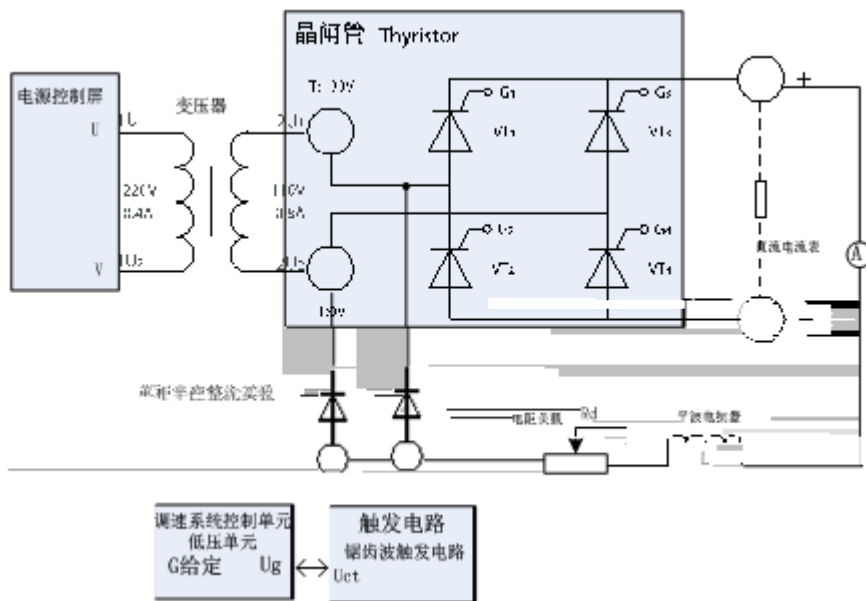 晶闸管 Thyristor
电源控制屏
变压器
U
220V
V
G1
VT1
VT2
+
直流电流表
A
单相半控整流实验
电阻负载
Rd
平波电抗器
L
调速系统控制单元
低压单元
G给定 Ug
触发电路
锯齿波触发电路
Uct